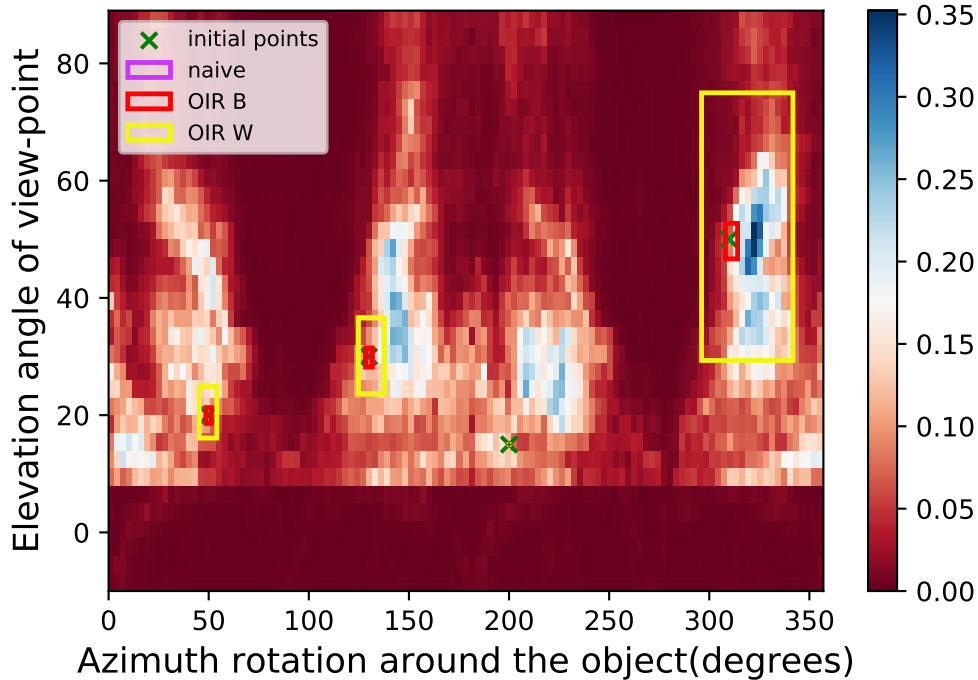 initial points
naive
OIR B
OIR W
Elevation angle of view-point
80
60
40
20
0
0 50 100 150 200 250 300 350
Azimuth rotation around the object(degrees)
0.35
0.30
0.25
0.20
0.15
0.10
0.05
0.00